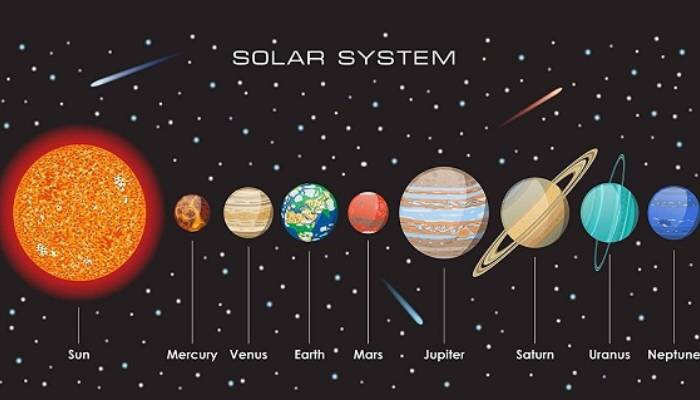 SOLAR SYSTEM
Sun Mercury Venus Earth Mars Jupiter Saturn Uranus Neptune